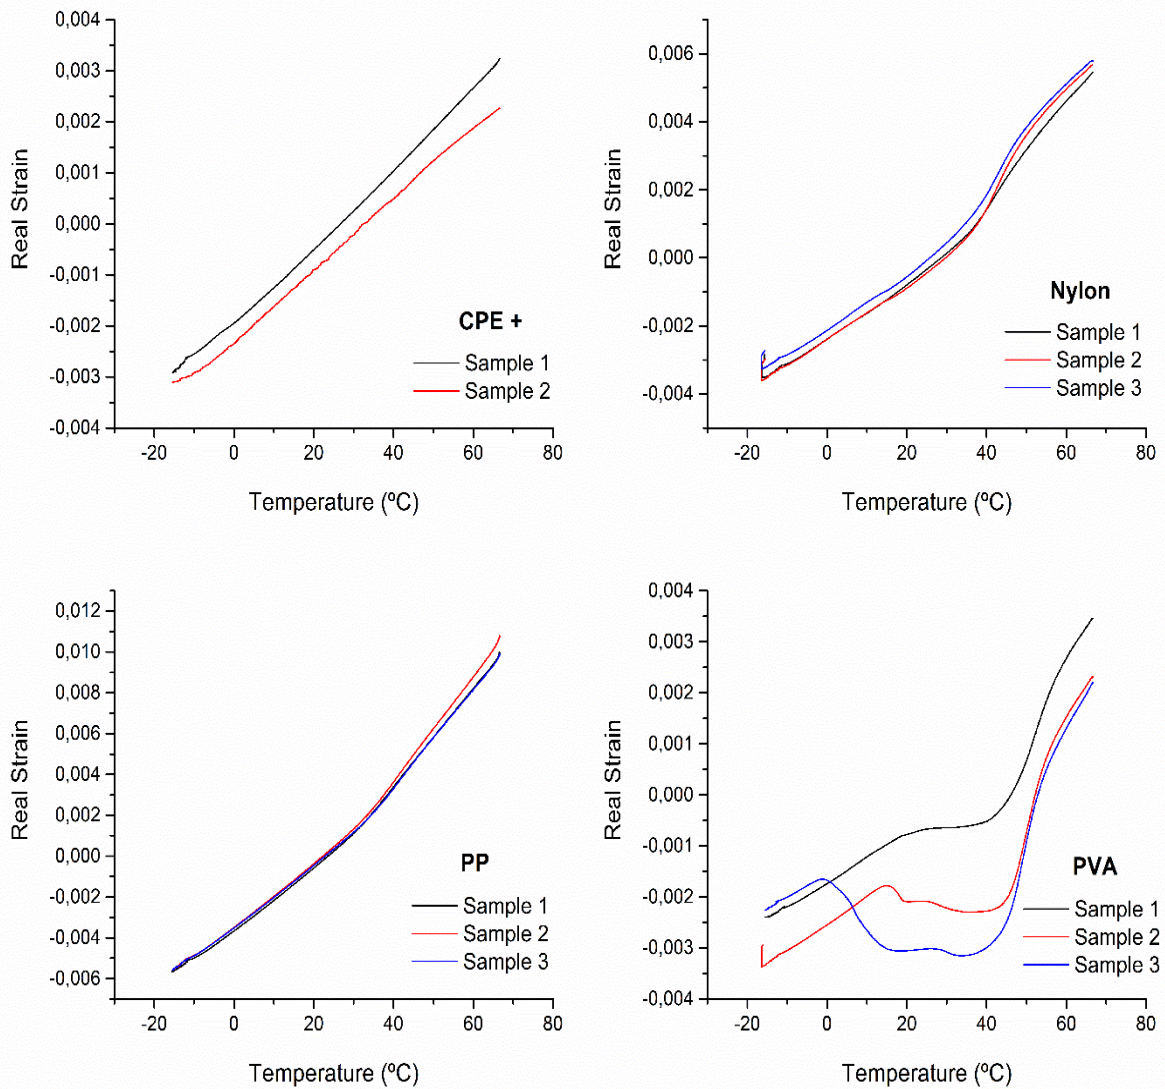 0,004
0,003
0,002
0,001
0,000
-0,001
-0,002
-0,003
-0,004
Real Strain
CPE +
Sample 1
Sample 2
-20 0 20 40 60 80
Temperature (ºC)
0,006
0,004
0,002
0,000
-0,002
-0,004
Real Strain
Nylon
Sample 1
Sample 2
Sample 3
-20 0 20 40 60 80
Temperature (ºC)
0,012
0,010
0,008
0,006
0,004
0,002
0,000
-0,002
-0,004
-0,006
Real Strain
PP
Sample 1
Sample 2
Sample 3
-20 0 20 40 60 80
Temperature (ºC)
0,004
0,003
0,002
0,001
0,000
-0,001
-0,002
-0,003
-0,004
Real Strain
PVA
Sample 1
Sample 2
Sample 3
-20 0 20 40 60 80
Temperature (ºC)